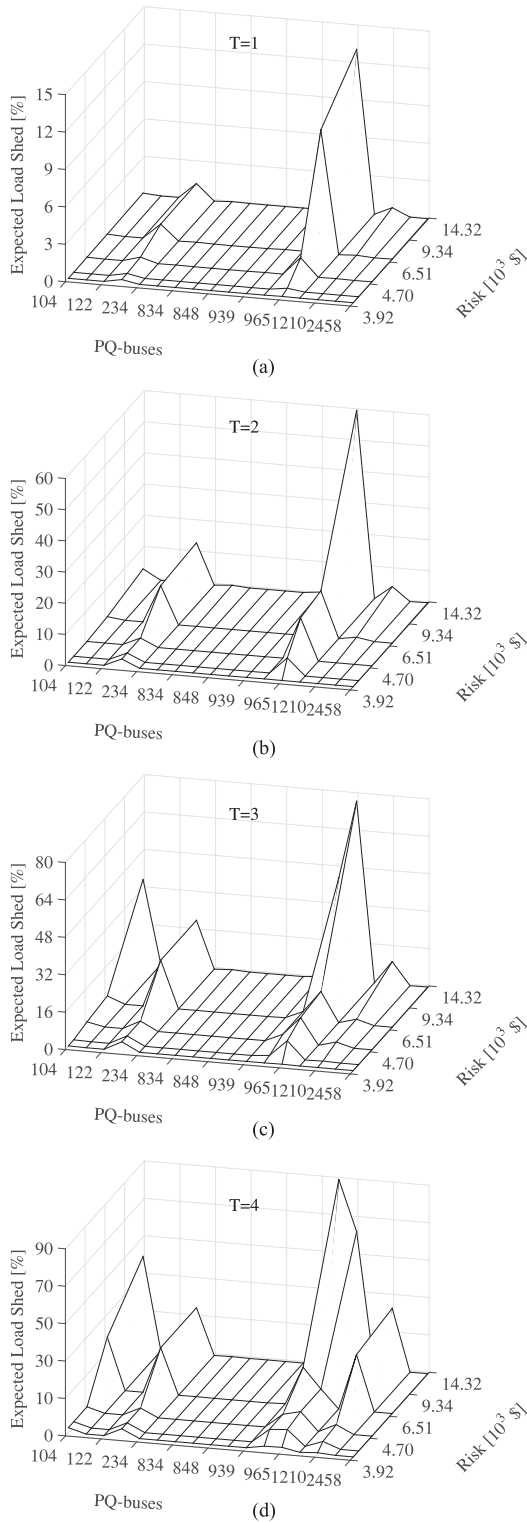 T=1
15
12
9
6
3
0
Expected Load Shed [%]
104 122 234 834 848 939 965 1210 2458
PQ-buses
14.32
9.34
6.51
4.70
3.92
Risk [10³ $]
(a)
T=2
60
50
40
30
20
10
0
Expected Load Shed [%]
104 122 234 834 848 939 965 1210 2458
PQ-buses
14.32
9.34
6.51
4.70
3.92
Risk [10³ $]
(b)
T=3
80
64
48
32
16
0
Expected Load Shed [%]
104 122 234 834 848 939 965 1210 2458
PQ-buses
14.32
9.34
6.51
4.70
3.92
Risk [10³ $]
(c)
T=4
90
70
50
30
10
0
Expected Load Shed [%]
104 122 234 834 848 939 965 1210 2458
PQ-buses
14.32
9.34
6.51
4.70
3.92
Risk [10³ $]
(d)